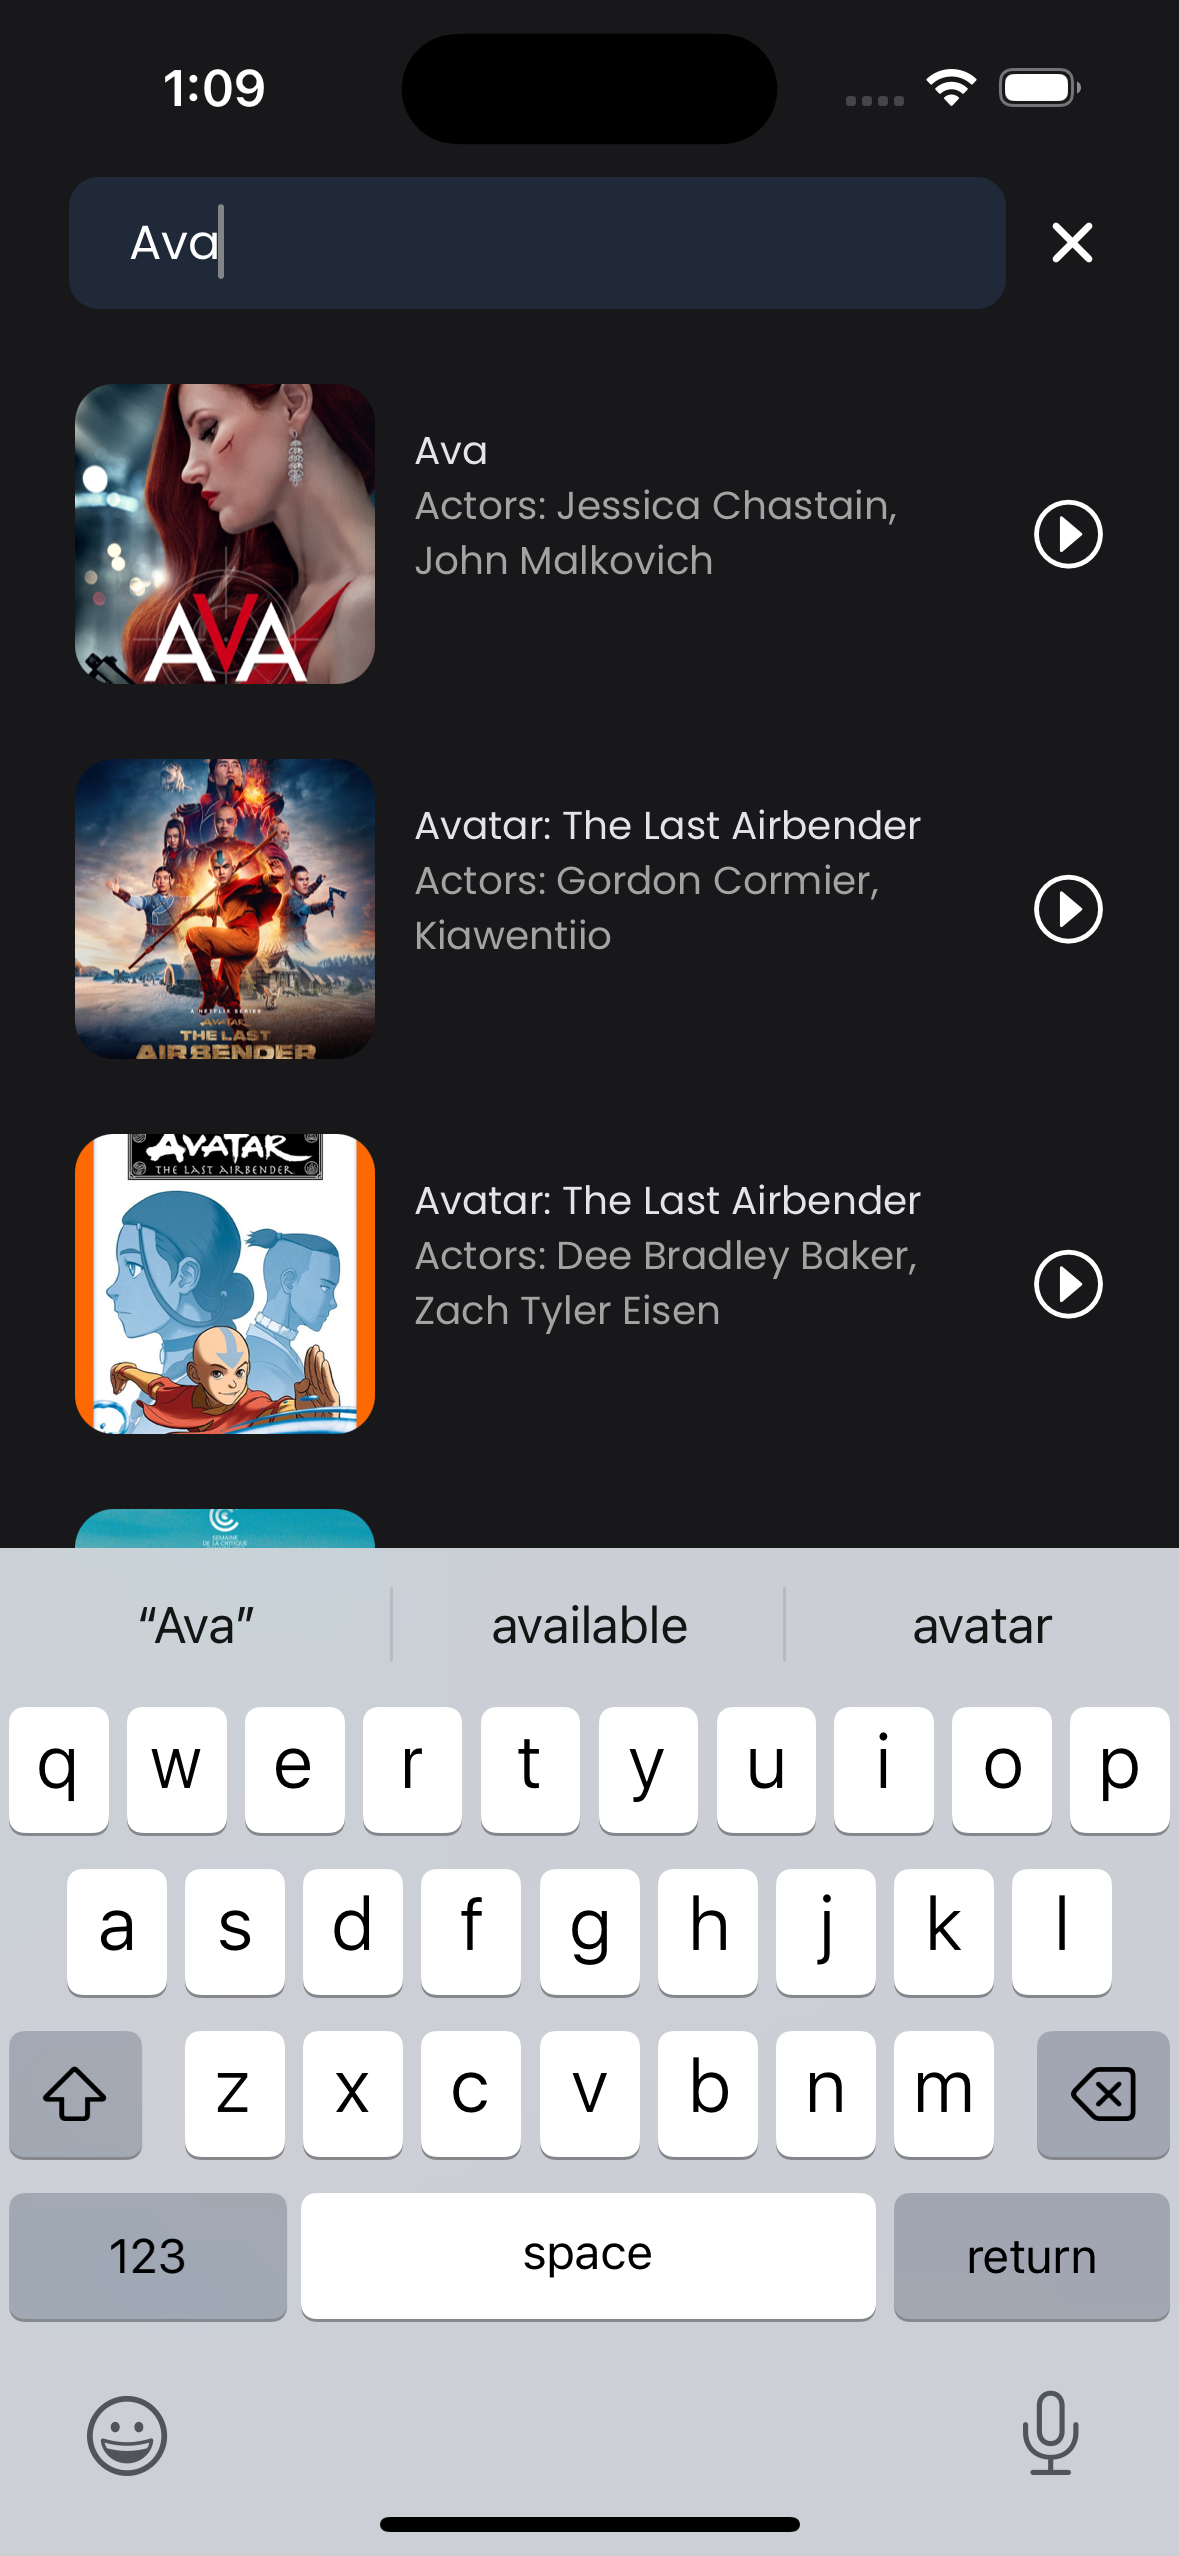 1:09
Ava
Ava
Actors: Jessica Chastain,
John Malkovich
AVA
Avatar: The Last Airbender
Actors: Gordon Cormier,
Kiawentiio
A NETFLIX SERIES
AVATAR
THE LAST
AIRBENDER
AVATAR
THE LAST AIRBENDER
Avatar: The Last Airbender
Actors: Dee Bradley Baker,
Zach Tyler Eisen
SEMAINE
DE LA CRITIQUE
“Ava” available avatar
q w e r t y u i o p
a s d f g h j k l
z x c v b n m
123 space return